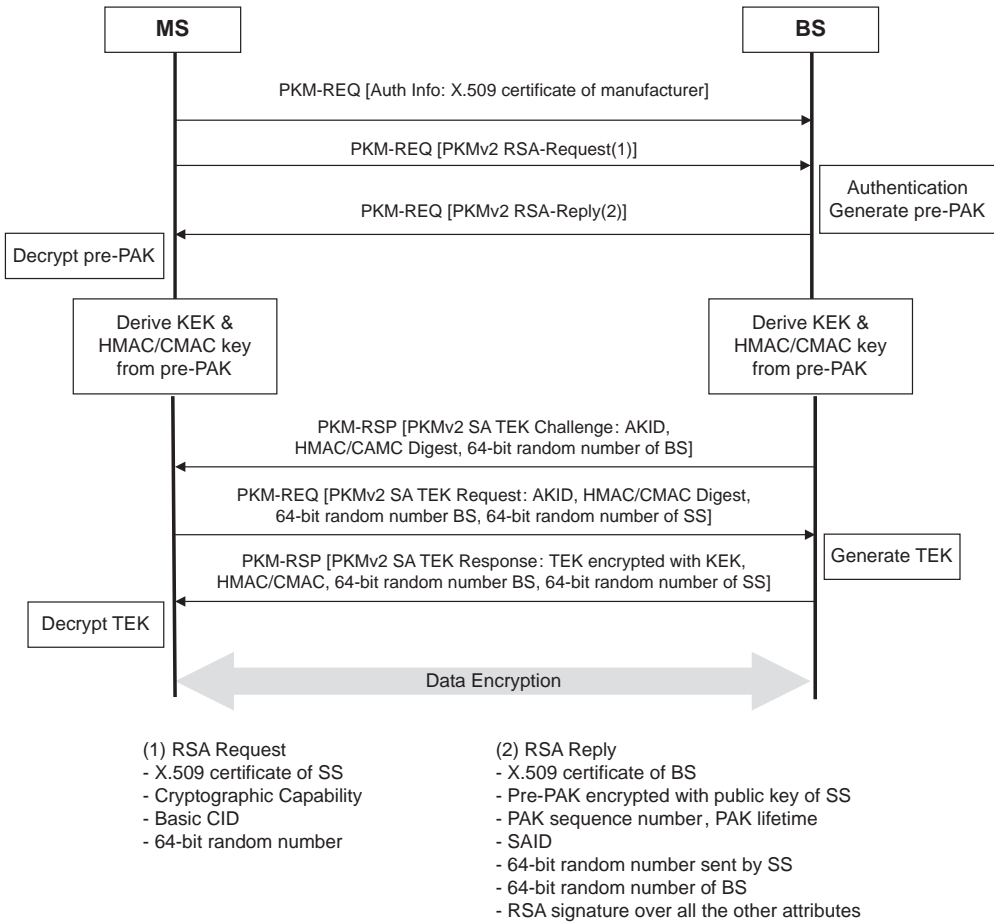 MS
BS
PKM-REQ [Auth Info: X.509 certificate of manufacturer]
PKM-REQ [PKMv2 RSA-Request(1)]
Authentication
Generate pre-PAK
PKM-REQ [PKMv2 RSA-Reply(2)]
Decrypt pre-PAK
Derive KEK &
HMAC/CMAC key
from pre-PAK
Derive KEK &
HMAC/CMAC key
from pre-PAK
PKM-RSP [PKMv2 SA TEK Challenge: AKID,
HMAC/CAMC Digest, 64-bit random number of BS]
PKM-REQ [PKMv2 SA TEK Request: AKID, HMAC/CMAC Digest,
64-bit random number BS, 64-bit random number of SS]
Generate TEK
PKM-RSP [PKMv2 SA TEK Response: TEK encrypted with KEK,
HMAC/CMAC, 64-bit random number BS, 64-bit random number of SS]
Decrypt TEK
Data Encryption
(1) RSA Request
- X.509 certificate of SS
- Cryptographic Capability
- Basic CID
- 64-bit random number
(2) RSA Reply
- X.509 certificate of BS
- Pre-PAK encrypted with public key of SS
- PAK sequence number, PAK lifetime
- SAID
- 64-bit random number sent by SS
- 64-bit random number of BS
- RSA signature over all the other attributes